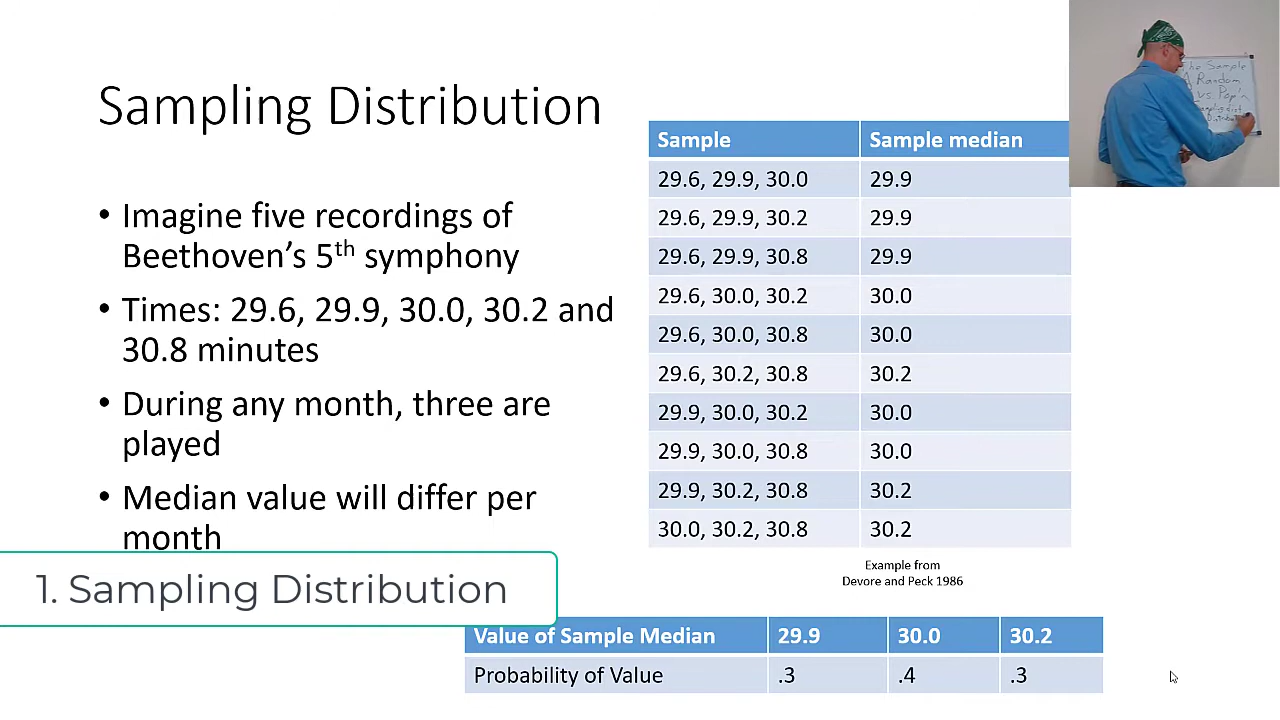 Sampling Distribution
• Imagine five recordings of
Beethoven's 5th symphony
• Times: 29.6, 29.9, 30.0, 30.2 and
30.8 minutes
• During any month, three are
played
• Median value will differ per
month
1. Sampling Distribution
Sample Sample median
29.6, 29.9, 30.0 29.9
29.6, 29.9, 30.2 29.9
29.6, 29.9, 30.8 29.9
29.6, 30.0, 30.2 30.0
29.6, 30.0, 30.8 30.0
29.6, 30.2, 30.8 30.2
29.9, 30.0, 30.2 30.0
29.9, 30.0, 30.8 30.0
29.9, 30.2, 30.8 30.2
30.0, 30.2, 30.8 30.2
Example from
Devore and Peck 1986
Value of Sample Median 29.9 30.0 30.2
Probability of Value .3 .4 .3
The Sample
Random
vs. Pop'n